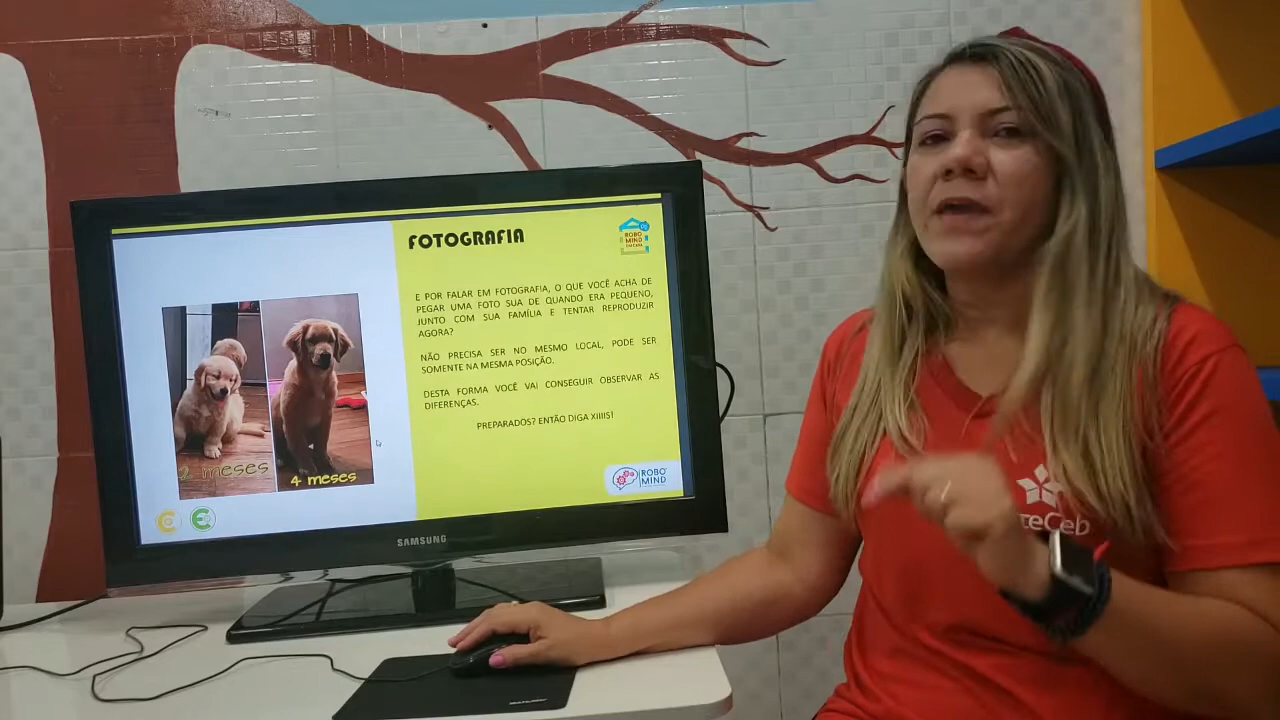 FOTOGRAFIA
ROBO
MIND
EM CASA
E POR FALAR EM FOTOGRAFIA, O QUE VOCÊ ACHA DE
PEGAR UMA FOTO SUA DE QUANDO ERA PEQUENO,
JUNTO COM SUA FAMÍLIA E TENTAR REPRODUZIR
AGORA?
NÃO PRECISA SER NO MESMO LOCAL, PODE SER
SOMENTE NA MESMA POSIÇÃO.
DESTA FORMA VOCÊ VAI CONSEGUIR OBSERVAR AS
DIFERENÇAS.
PREPARADOS? ENTÃO DIGA XIIIIS!
2 meses
4 meses
ROBO
MIND
SAMSUNG
teCeb